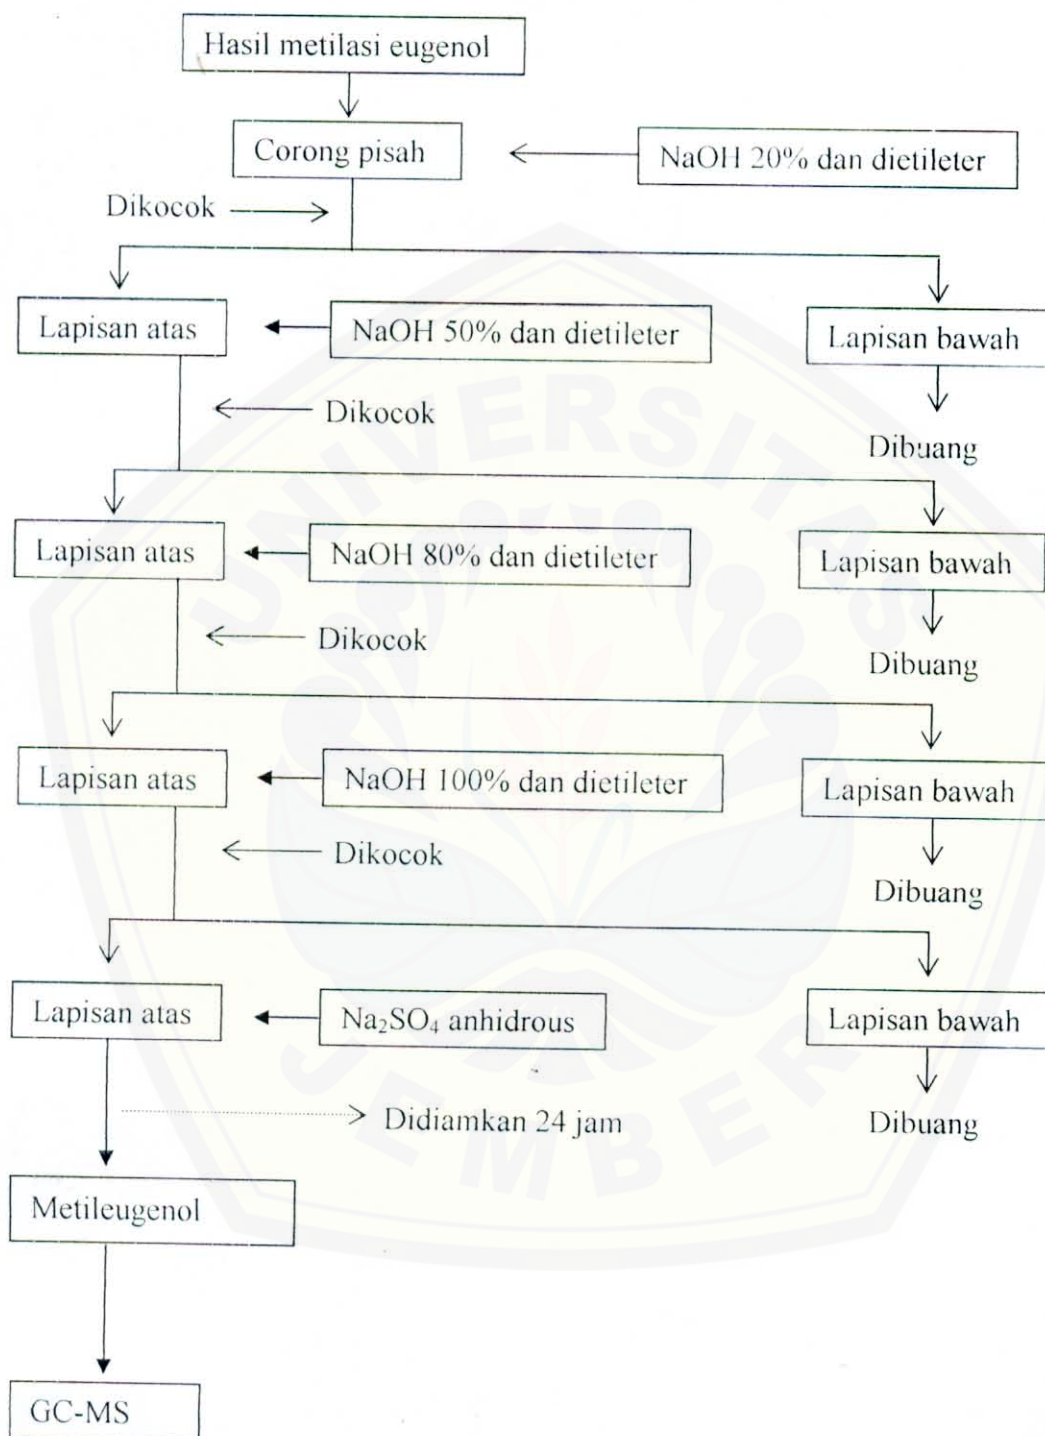 Hasil metilasi eugenol
Corong pisah
NaOH 20% dan dietileter
Dikocok
Lapisan atas
NaOH 50% dan dietileter
Lapisan bawah
Dikocok
Dibuang
Lapisan atas
NaOH 80% dan dietileter
Lapisan bawah
Dikocok
Dibuang
Lapisan atas
NaOH 100% dan dietileter
Lapisan bawah
Dikocok
Dibuang
Lapisan atas
Na₂SO₄ anhidrous
Lapisan bawah
Didiamkan 24 jam
Dibuang
Metileugenol
GC-MS
UNIVERSITAS
JEMBER